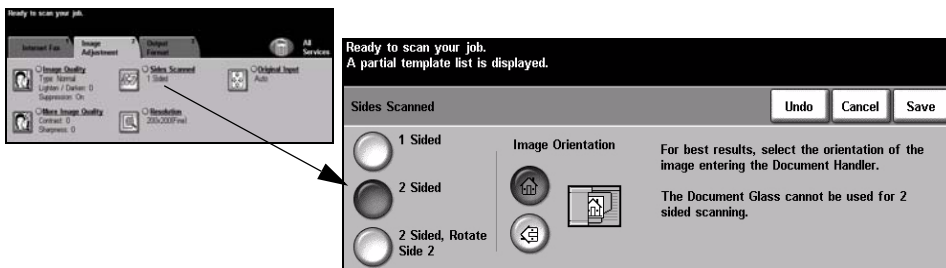 Ready to scan your job.
Internet Fax
Image Adjustment
2
Output Format
3
All Services
Image Quality
Type: Normal
Lighten / Darken: 0
Suppression: On
Sides Scanned
1 Sided
Original Input
Auto
More Image Quality
Contrast: 0
Sharpness: 0
Resolution
200x200(Fine)
Ready to scan your job.
A partial template list is displayed.
Sides Scanned
Undo
Cancel
Save
1 Sided
2 Sided
2 Sided, Rotate
Side 2
Image Orientation
For best results, select the orientation of the
image entering the Document Handler.
The Document Glass cannot be used for 2
sided scanning.